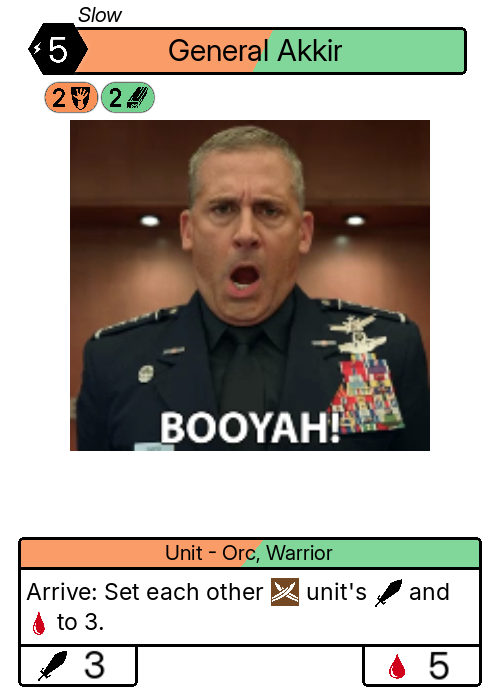 Slow
5
General Akkir
2 2
BOOYAH!
Unit - Orc, Warrior
Arrive: Set each other unit's and
to 3.
3 5